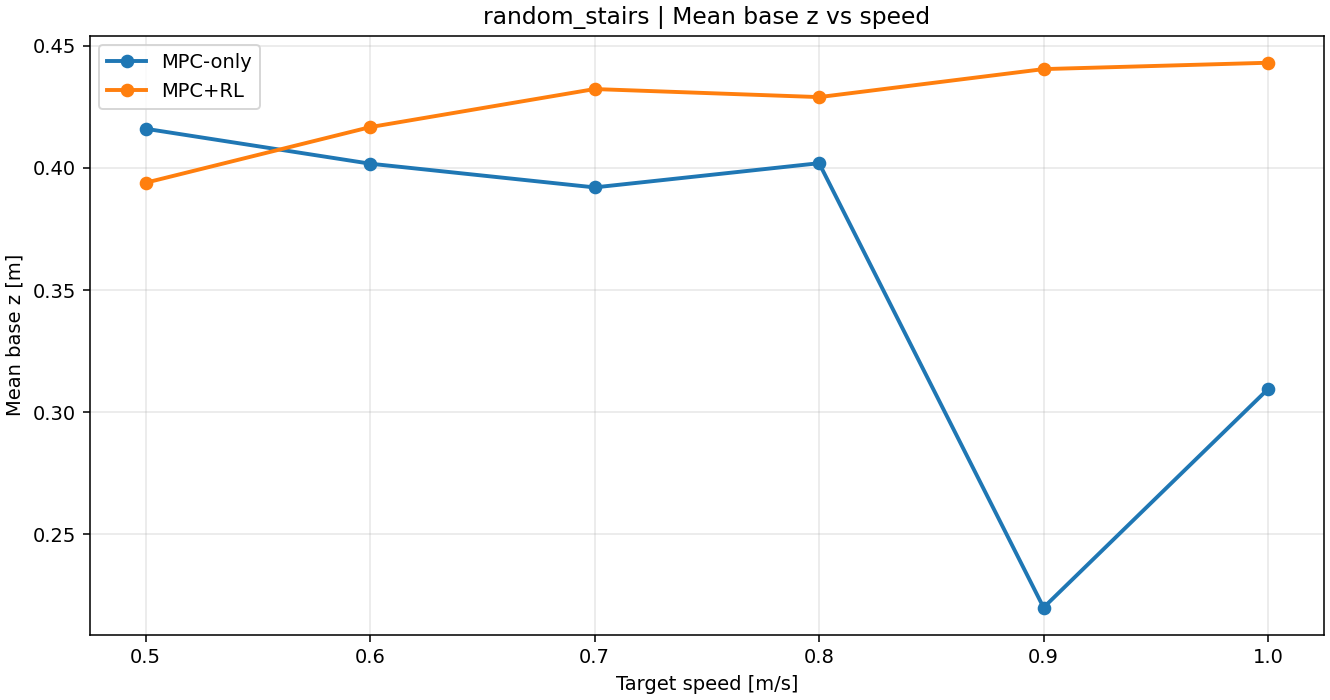 random_stairs | Mean base z vs speed
MPC-only
MPC+RL
0.45
0.40
0.35
0.30
0.25
Mean base z [m]
0.5 0.6 0.7 0.8 0.9 1.0
Target speed [m/s]